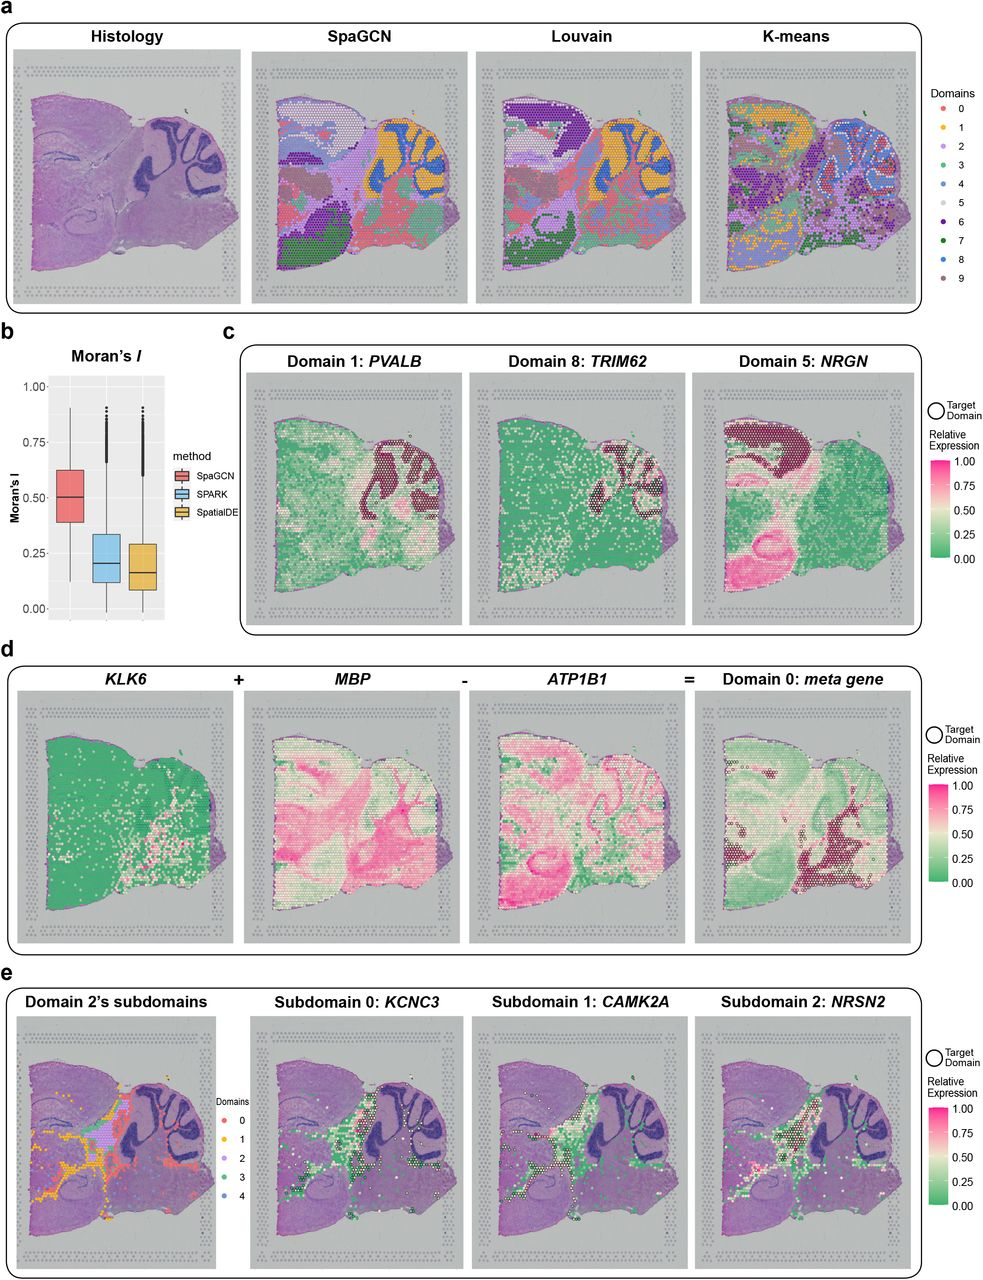 a
Histology
SpaGCN
Louvain
K-means
Domains
0
1
2
3
4
5
6
7
8
9
b
Moran's I
1.00
0.75
0.50
0.25
0.00
Moran's I
method
SpaGCN
SPARK
SpatialDE
c
Domain 1: PVALB
Domain 8: TRIM62
Domain 5: NRGN
Target
Domain
Relative
Expression
1.00
0.75
0.50
0.25
0.00
d
KLK6 + MBP - ATP1B1 = Domain 0: meta gene
Target
Domain
Relative
Expression
1.00
0.75
0.50
0.25
0.00
e
Domain 2's subdomains
Domains
0
1
2
3
4
Subdomain 0: KCNC3
Subdomain 1: CAMK2A
Subdomain 2: NRSN2
Target
Domain
Relative
Expression
1.00
0.75
0.50
0.25
0.00